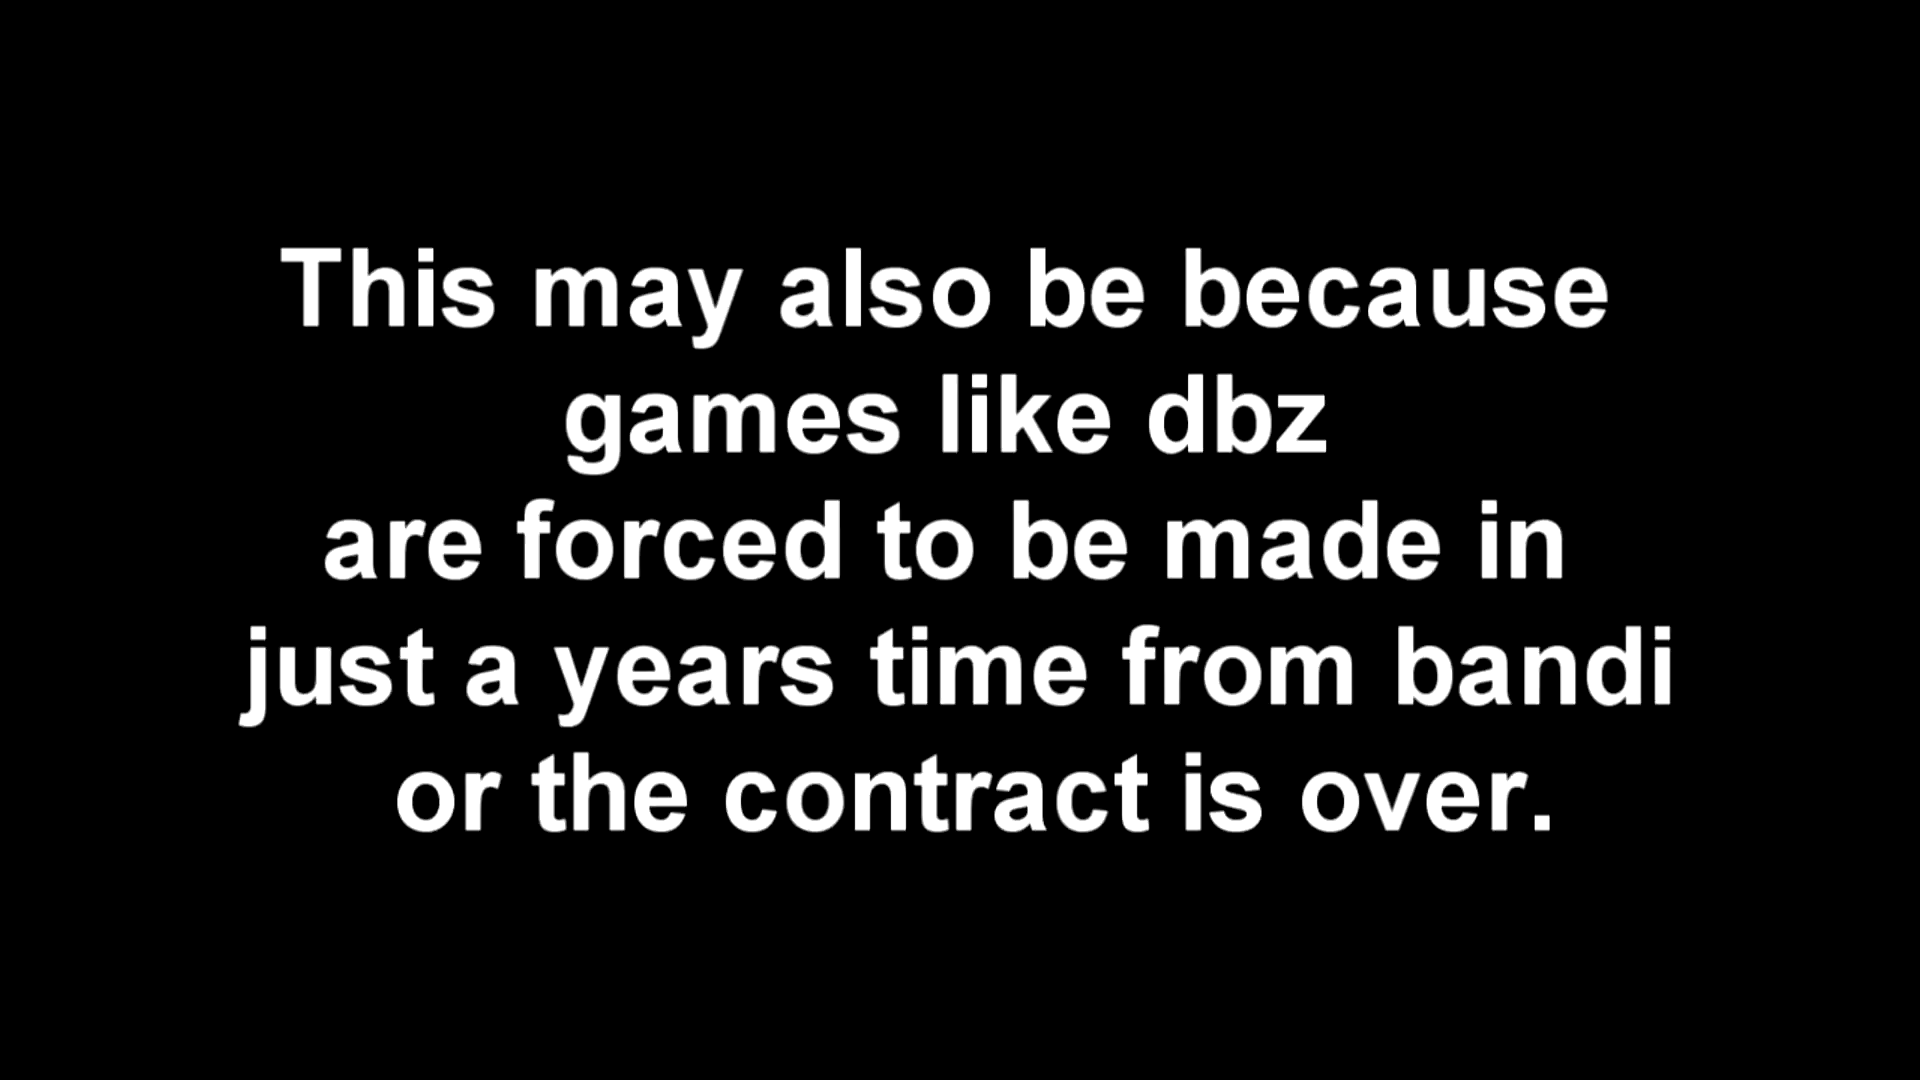 This may also be because
games like dbz
are forced to be made in
just a years time from bandi
or the contract is over.